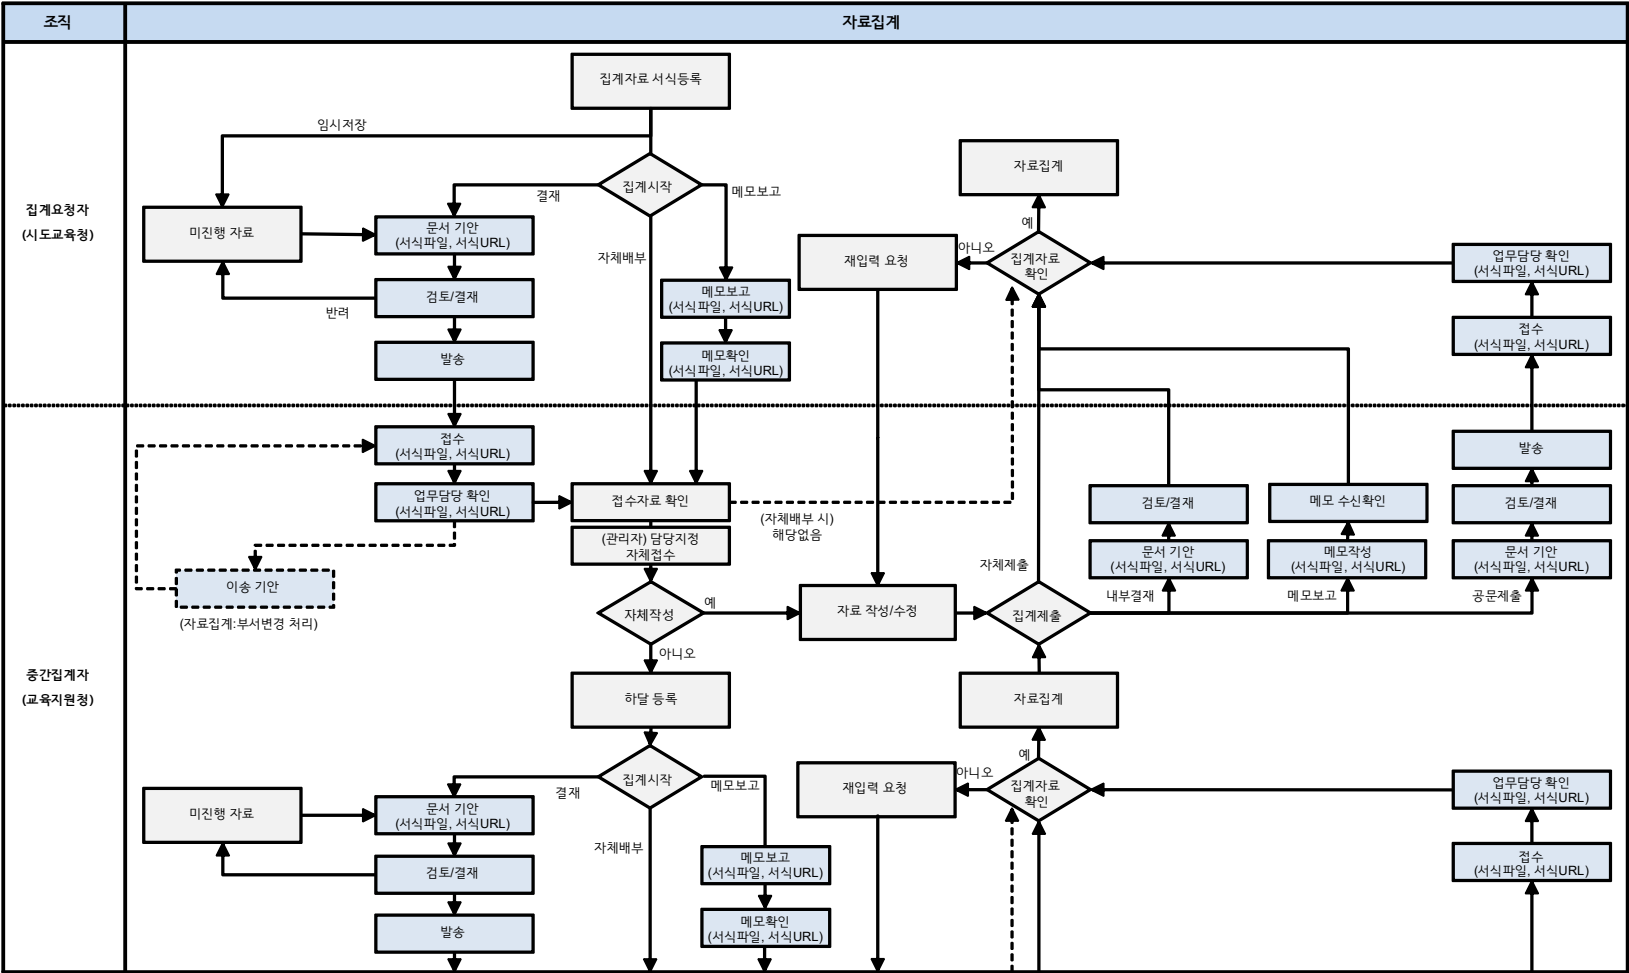 조직
자료집계
집계요청자
(시도교육청)
집계자료 서식등록
임시저장
집계시작
결재
메모보고
자체배부
미진행 자료
문서 기안
(서식파일, 서식URL)
검토/결재
반려
발송
메모보고
(서식파일, 서식URL)
메모확인
(서식파일, 서식URL)
자료집계
예
아니오
집계자료
확인
재입력 요청
업무담당 확인
(서식파일, 서식URL)
접수
(서식파일, 서식URL)
중간집계자
(교육지원청)
접수
(서식파일, 서식URL)
업무담당 확인
(서식파일, 서식URL)
이송 기안
(자료집계:부서변경 처리)
접수자료 확인
(관리자) 담당지정
자체접수
(자체배부 시)
해당없음
자체작성
예
아니오
자료 작성/수정
자체제출
집계제출
내부결재
메모보고
공문제출
검토/결재
문서 기안
(서식파일, 서식URL)
메모 수신확인
메모작성
(서식파일, 서식URL)
발송
검토/결재
문서 기안
(서식파일, 서식URL)
하달 등록
자료집계
집계시작
결재
메모보고
자체배부
미진행 자료
문서 기안
(서식파일, 서식URL)
검토/결재
발송
메모보고
(서식파일, 서식URL)
메모확인
(서식파일, 서식URL)
재입력 요청
예
아니오
집계자료
확인
업무담당 확인
(서식파일, 서식URL)
접수
(서식파일, 서식URL)